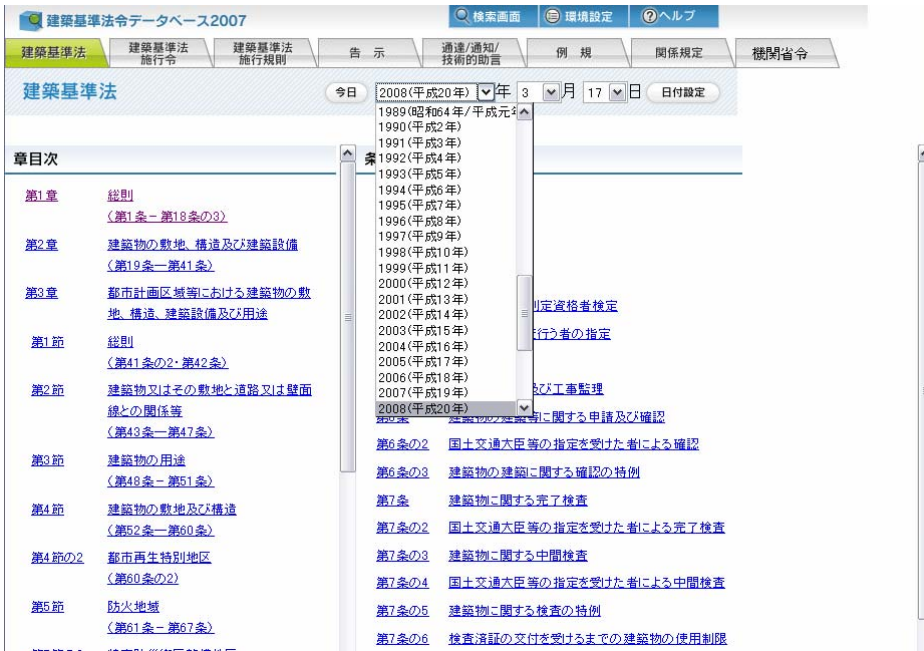 建築基準法令データベース2007
検索画面
環境設定
ヘルプ
建築基準法
建築基準法
施行令
建築基準法
施行規則
告 示
通達/通知/
技術的助言
例 規
関係規定
機関省令
建築基準法
今日
2008(平成20年)
年
3
月
17
日
日付設定
1989(昭和64年/平成元年
1990(平成2年)
1991(平成3年)
1992(平成4年)
1993(平成5年)
1994(平成6年)
1995(平成7年)
1996(平成8年)
1997(平成9年)
1998(平成10年)
1999(平成11年)
2000(平成12年)
2001(平成13年)
2002(平成14年)
2003(平成15年)
2004(平成16年)
2005(平成17年)
2006(平成18年)
2007(平成19年)
2008(平成20年)
章目次
第1章 総則
(第1条-第18条の3)
第2章 建築物の敷地、構造及び建築設備
(第19条―第41条)
第3章 都市計画区域等における建築物の敷
地、構造、建築設備及び用途
第1節 総則
(第41条の2・第42条)
第2節 建築物又はその敷地と道路又は壁面
線との関係等
(第43条―第47条)
第3節 建築物の用途
(第48条-第51条)
第4節 建築物の敷地及び構造
(第52条―第60条)
第4節の2 都市再生特別地区
(第60条の2)
第5節 防火地域
(第61条-第67条)
条
定資格者検定
行う者の指定
及び工事監理
第6条 建築物の建築等に関する申請及び確認
第6条の2 国土交通大臣等の指定を受けた者による確認
第6条の3 建築物の建築に関する確認の特例
第7条 建築物に関する完了検査
第7条の2 国土交通大臣等の指定を受けた者による完了検査
第7条の3 建築物に関する中間検査
第7条の4 国土交通大臣等の指定を受けた者による中間検査
第7条の5 建築物に関する検査の特例
第7条の6 検査済証の交付を受けるまでの建築物の使用制限